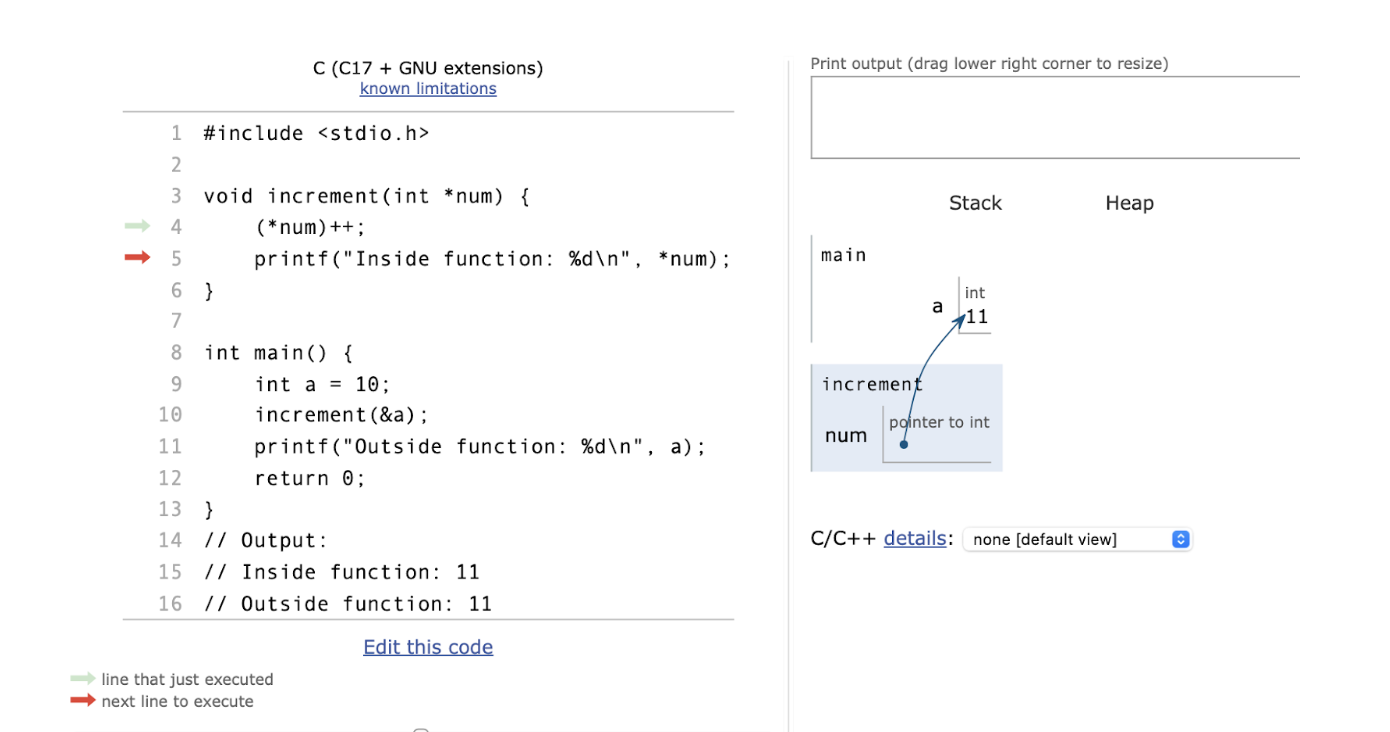 C (C17 + GNU extensions)
known limitations
1 #include <stdio.h>
2
3 void increment(int *num) {
4     (*num)++;
5     printf("Inside function: %d\n", *num);
6 }
7
8 int main() {
9     int a = 10;
10     increment(&a);
11     printf("Outside function: %d\n", a);
12     return 0;
13 }
14 // Output:
15 // Inside function: 11
16 // Outside function: 11
Edit this code
line that just executed
next line to execute
Print output (drag lower right corner to resize)
Stack Heap
main
int
a 11
increment
pointer to int
num
C/C++ details: none [default view]